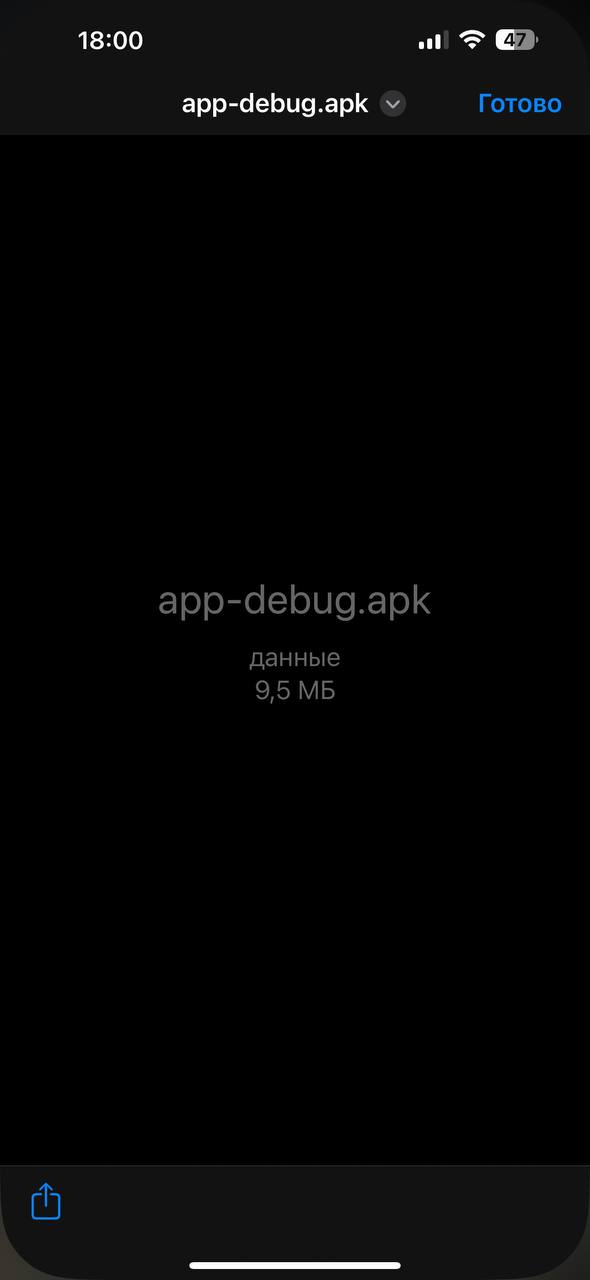 18:00
47
app-debug.apk
Готово
app-debug.apk
данные
9,5 МБ